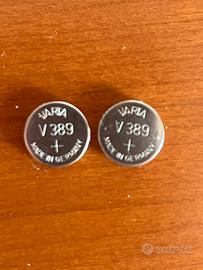 VARTA
V 389
+
MADE IN GERMANY
VARTA
V 389
+
MADE IN GERMANY
subito